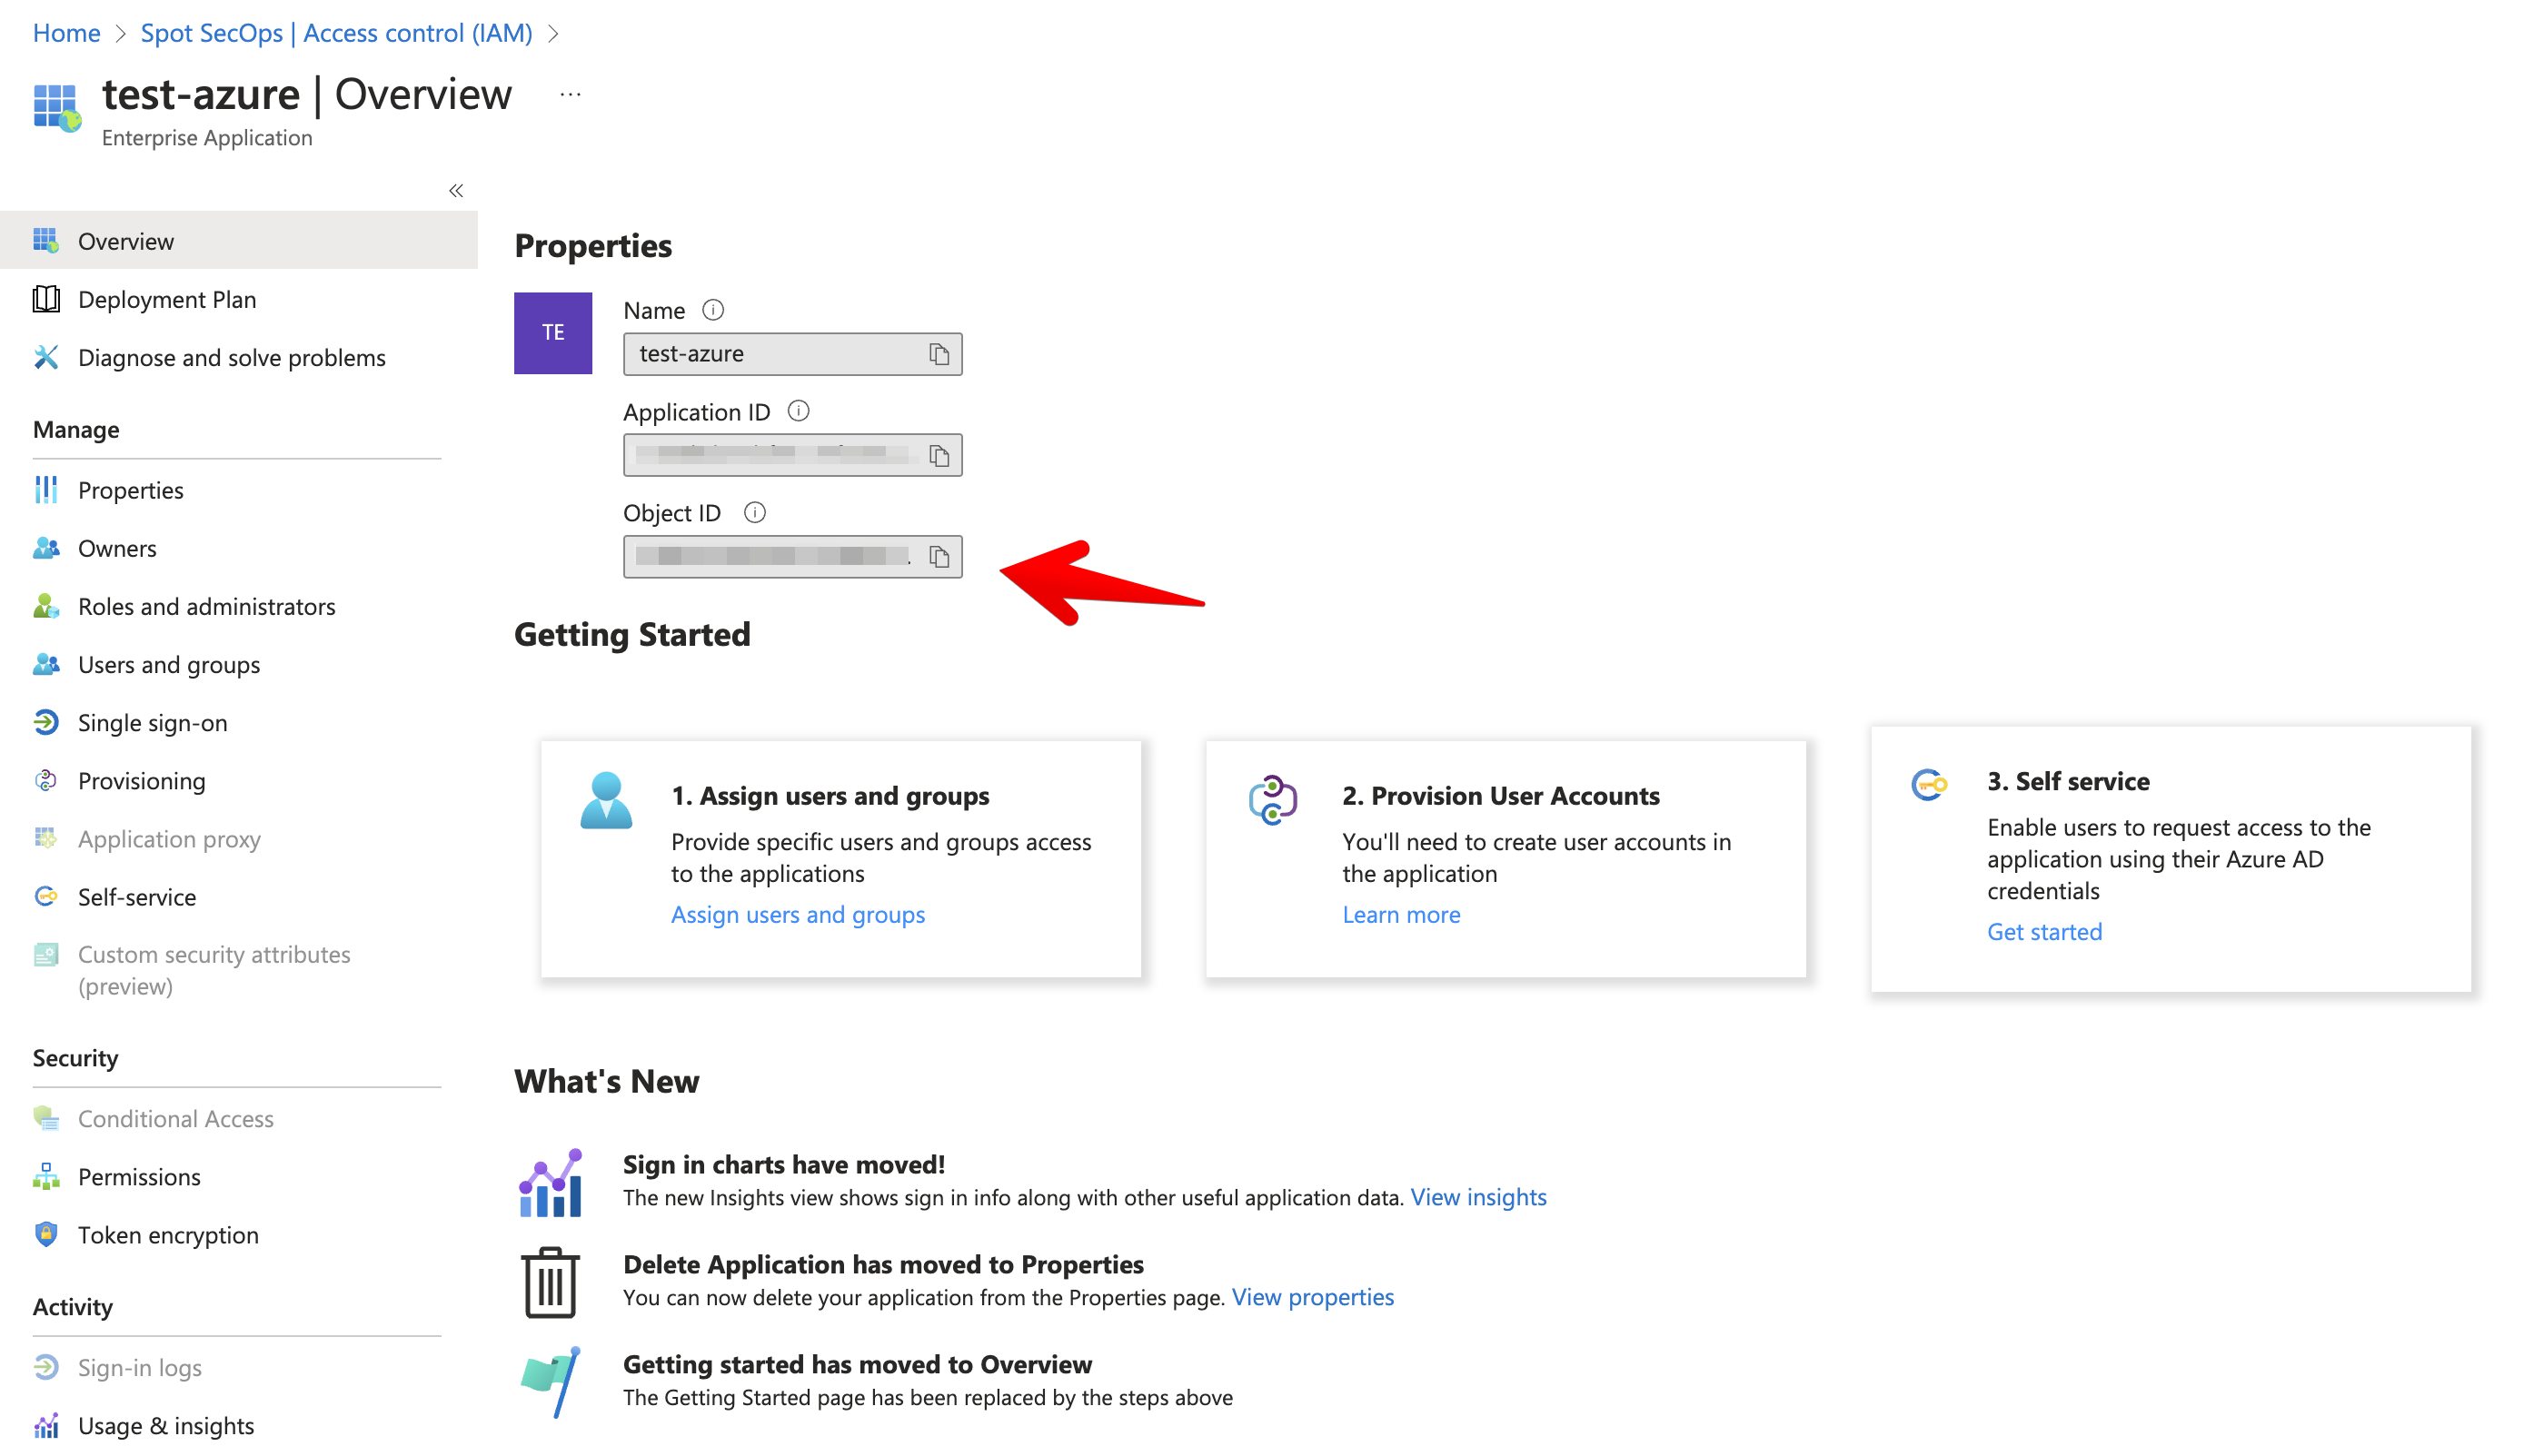 Home > Spot SecOps | Access control (IAM) >
test-azure | Overview ...
Enterprise Application
«
Overview
Deployment Plan
Diagnose and solve problems
Manage
Properties
Owners
Roles and administrators
Users and groups
Single sign-on
Provisioning
Application proxy
Self-service
Custom security attributes
(preview)
Security
Conditional Access
Permissions
Token encryption
Activity
Sign-in logs
Usage & insights
Properties
TE
Name
test-azure
Application ID
Object ID
Getting Started
1. Assign users and groups
Provide specific users and groups access
to the applications
Assign users and groups
2. Provision User Accounts
You'll need to create user accounts in
the application
Learn more
3. Self service
Enable users to request access to the
application using their Azure AD
credentials
Get started
What's New
Sign in charts have moved!
The new Insights view shows sign in info along with other useful application data. View insights
Delete Application has moved to Properties
You can now delete your application from the Properties page. View properties
Getting started has moved to Overview
The Getting Started page has been replaced by the steps above